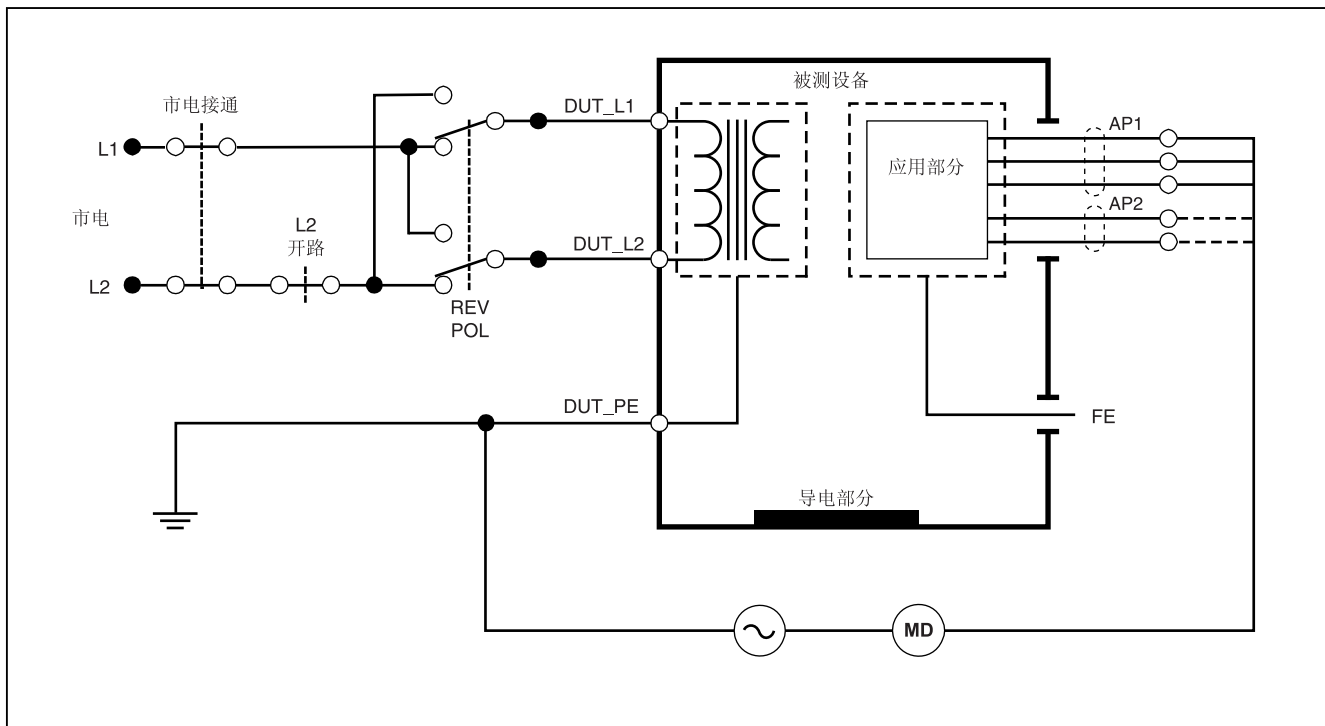 市电接通
L1
市电
L2
L2
开路
REV
POL
DUT_L1
DUT_L2
DUT_PE
被测设备
应用部分
AP1
AP2
FE
导电部分
MD